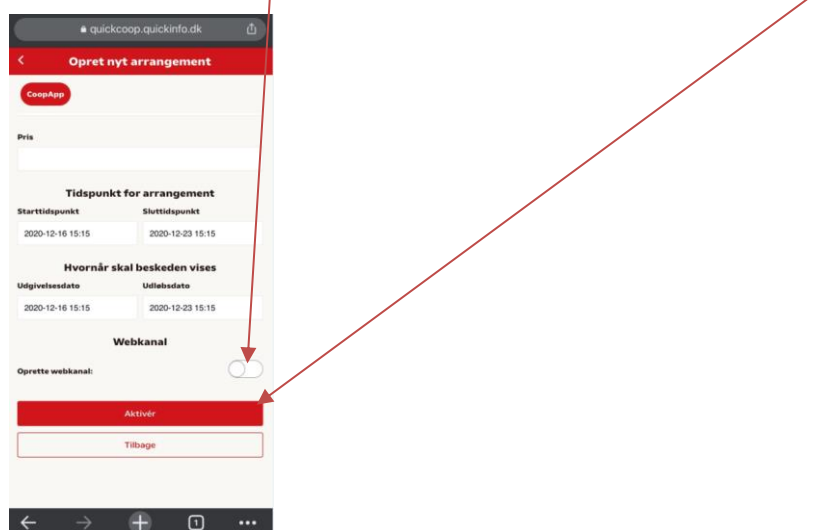 quickcoop.quickinfo.dk
Opret nyt arrangement
CoopApp
Pris
Tidspunkt for arrangement
Starttidspunkt Sluttidspunkt
2020-12-16 15:15 2020-12-23 15:15
Hvornår skal beskeden vises
Udgivelsesdato Udløbsdato
2020-12-16 15:15 2020-12-23 15:15
Webkanal
Oprette webkanal:
Aktivér
Tilbage
1